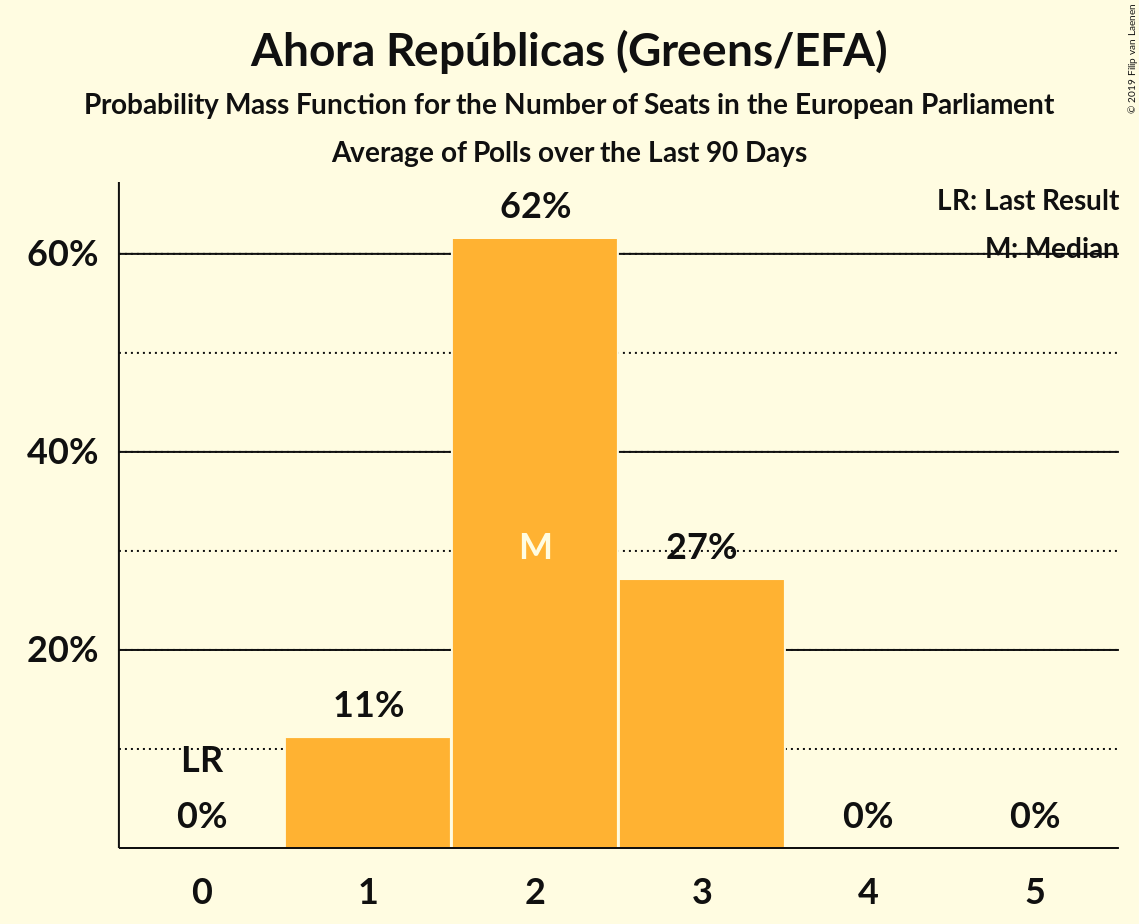 Ahora Repúblicas (Greens/EFA)
Probability Mass Function for the Number of Seats in the European Parliament
Average of Polls over the Last 90 Days
© 2019 Filip van Laenen
LR: Last Result
M: Median
60%
40%
20%
62%
M
27%
11%
LR
0%
0%
0%
0 1 2 3 4 5